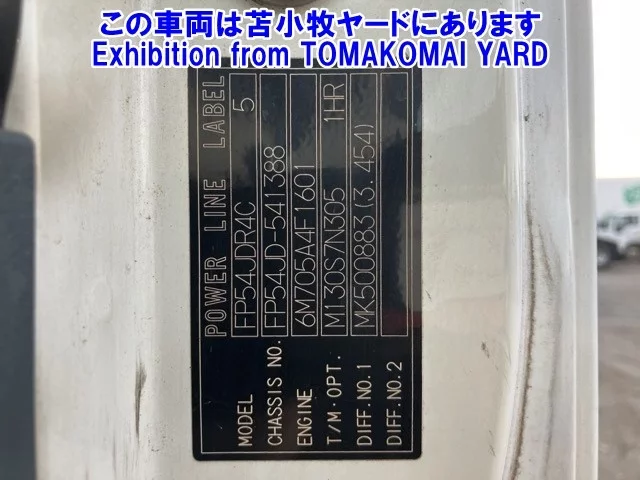 この車両は苫小牧ヤードにあります
Exhibition from TOMAKOMAI YARD
POWER LINE LABEL
MODEL FP54JDR4C 5
CHASSIS NO. FP54JD-541388
ENGINE 6M705A4F1601
T/M・OPT. M130S7N305 1HR
DIFF.NO.1 MK500883(3.454)
DIFF.NO.2